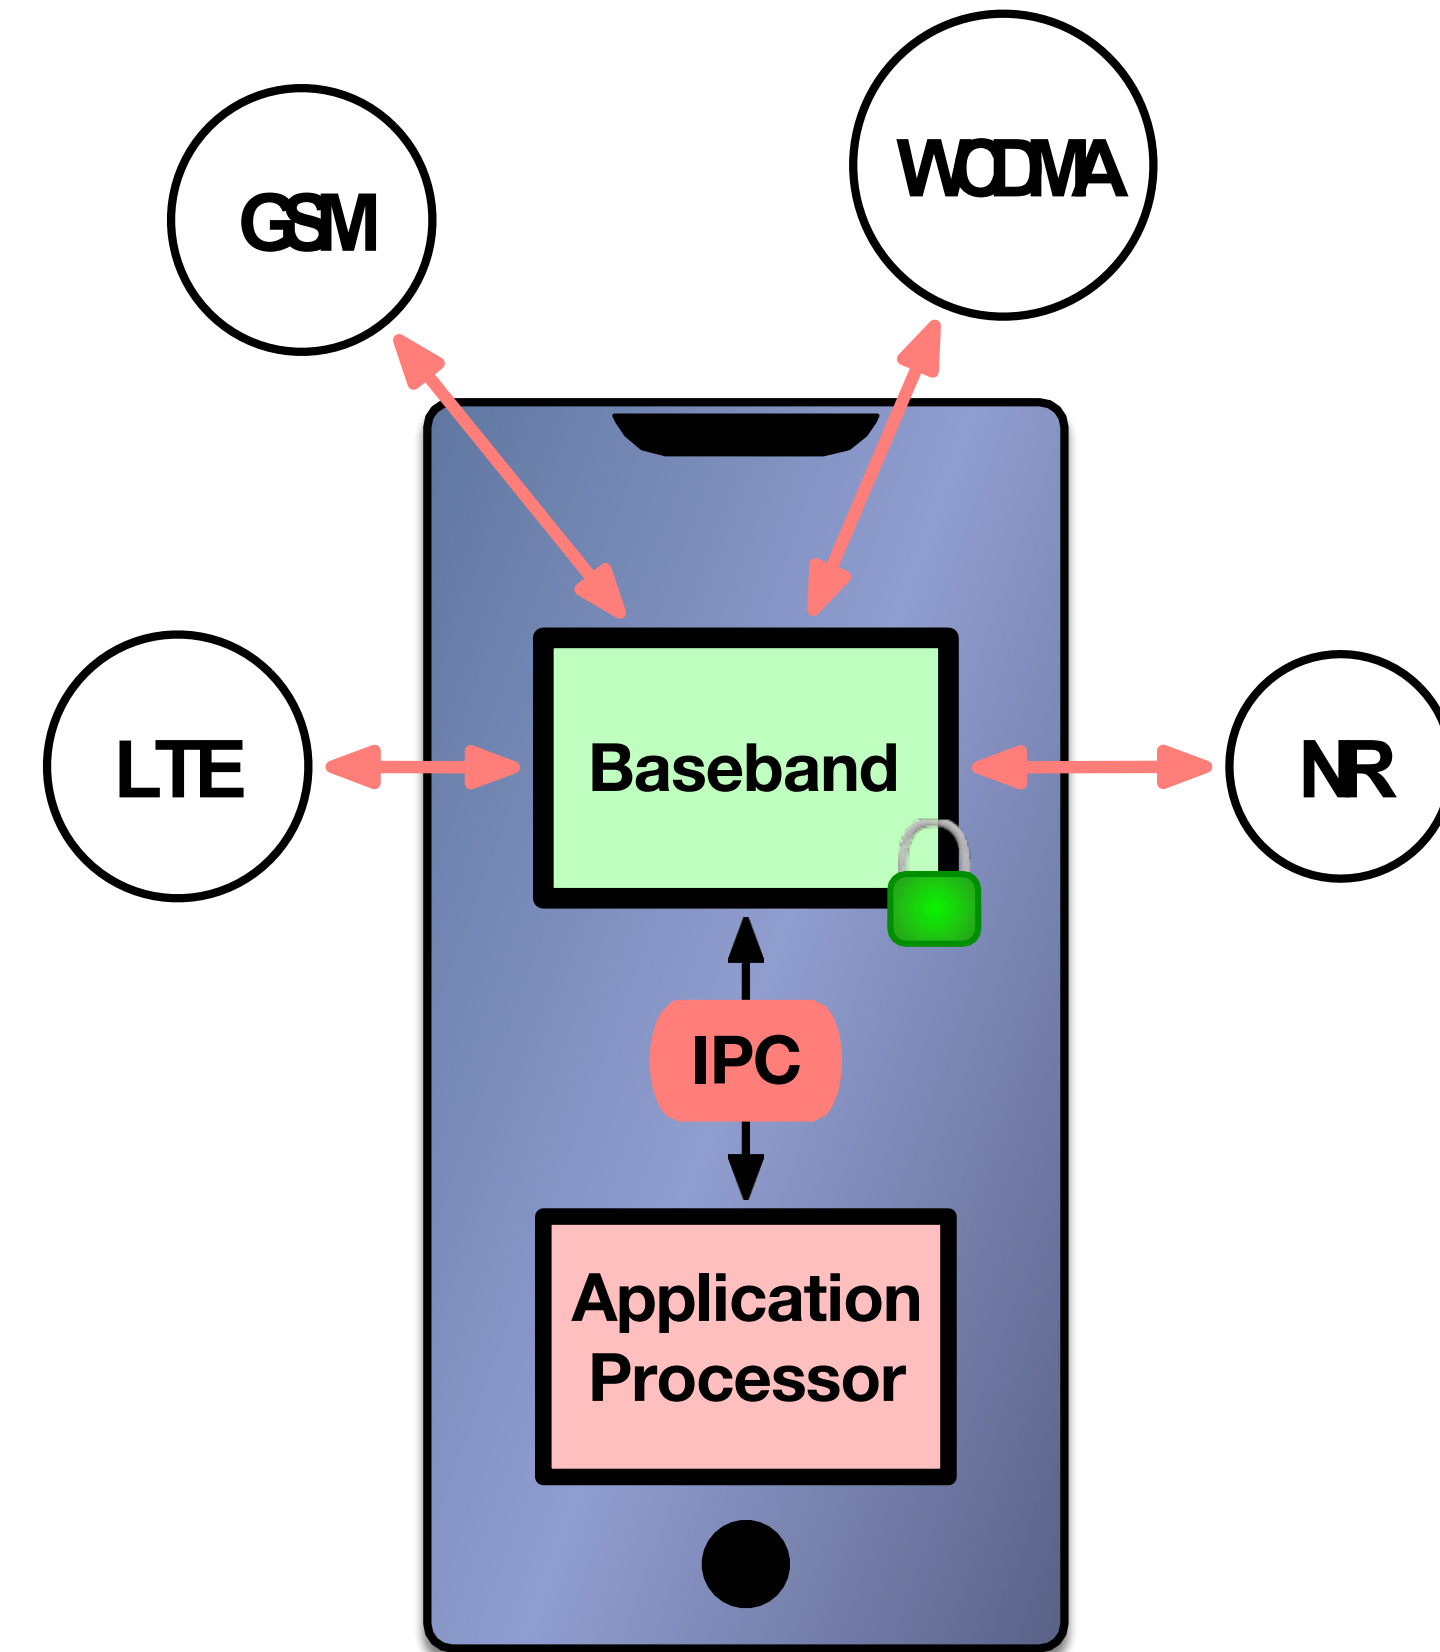 GSM
WCDMA
LTE
Baseband
NR
IPC
Application
Processor